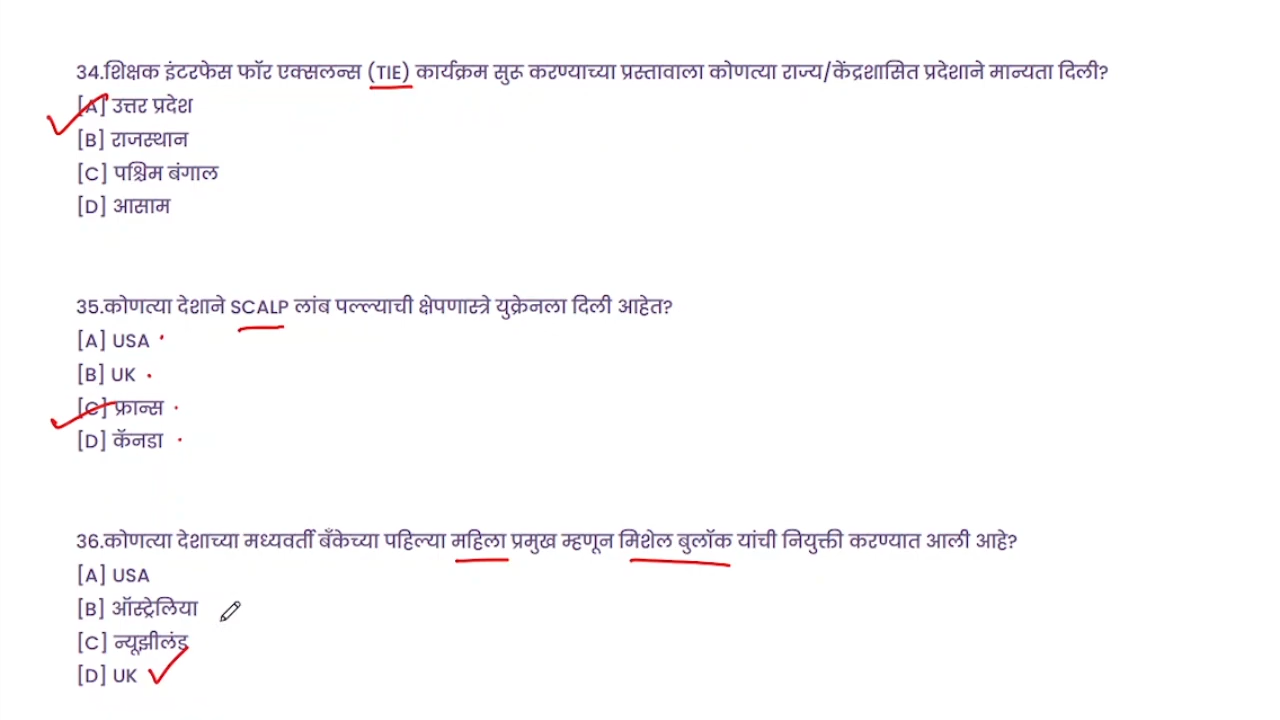 34.शिक्षक इंटरफेस फॉर एक्सलन्स (TIE) कार्यक्रम सुरू करण्याच्या प्रस्तावाला कोणत्या राज्य/केंद्रशासित प्रदेशाने मान्यता दिली?
[A] उत्तर प्रदेश
[B] राजस्थान
[C] पश्चिम बंगाल
[D] आसाम
35.कोणत्या देशाने SCALP लांब पल्ल्याची क्षेपणास्त्रे युक्रेनला दिली आहेत?
[A] USA
[B] UK
[C] फ्रान्स
[D] कॅनडा
36.कोणत्या देशाच्या मध्यवर्ती बँकेच्या पहिल्या महिला प्रमुख म्हणून मिशेल बुलॉक यांची नियुक्ती करण्यात आली आहे?
[A] USA
[B] ऑस्ट्रेलिया
[C] न्यूझीलंड
[D] UK